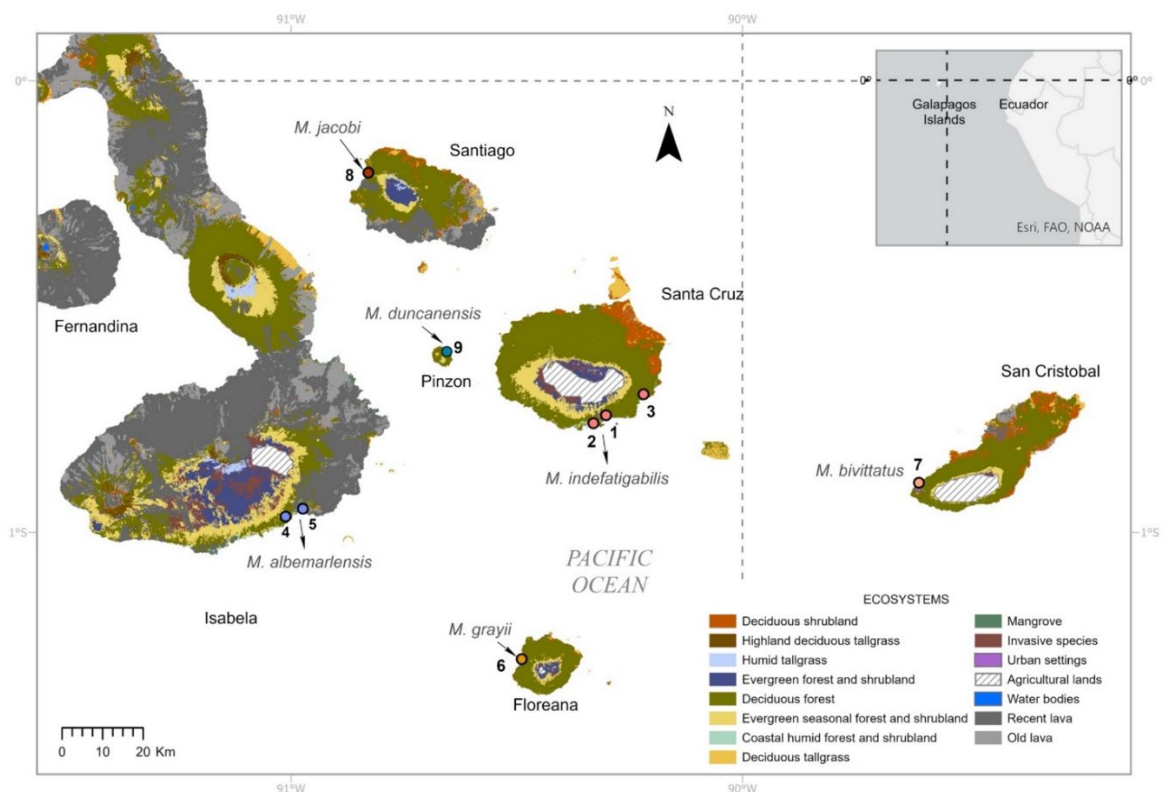 91°W
90°W
0°
0°
0°
Galapagos
Islands
Ecuador
Esri, FAO, NOAA
N
M. jacobi
8
Santiago
Santa Cruz
Fernandina
M. duncanensis
9
Pinzon
San Cristobal
3
2
1
M. indefatigabilis
7
M. bivittatus
4
5
1°S
1°S
M. albemarlensis
PACIFIC
OCEAN
Isabela
M. grayii
6
Floreana
ECOSYSTEMS
Deciduous shrubland
Highland deciduous tallgrass
Humid tallgrass
Evergreen forest and shrubland
Deciduous forest
Evergreen seasonal forest and shrubland
Coastal humid forest and shrubland
Deciduous tallgrass
Mangrove
Invasive species
Urban settings
Agricultural lands
Water bodies
Recent lava
Old lava
0 10 20 Km
91°W
90°W